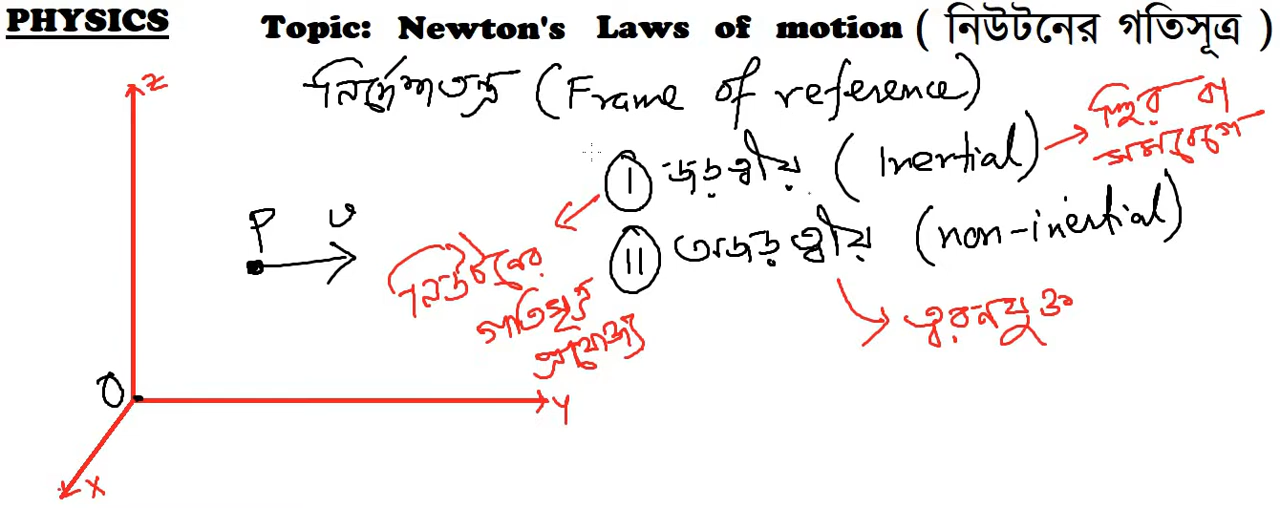 PHYSICS
Topic: Newton's Laws of motion ( নিউটনের গতিসূত্র )
নির্দেশতন্ত্র (Frame of reference)
I জড়ত্বীয় (Inertial) → স্থির বা
সমবেগে
II অজড়ত্বীয় (non-inertial)
নিউটনের
গতিসূত্র
প্রযোজ্য
ত্বরনযুক্ত
Z
P v
O
Y
X